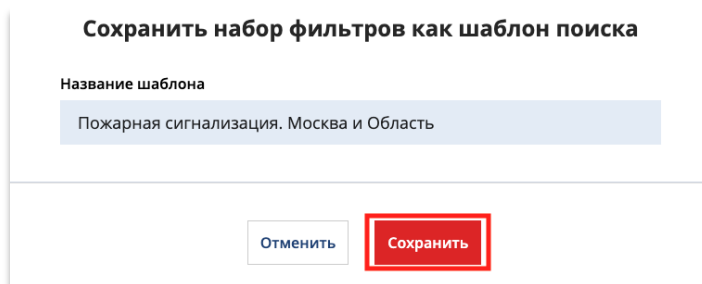 Сохранить набор фильтров как шаблон поиска
Название шаблона
Пожарная сигнализация. Москва и Область
Отменить
Сохранить